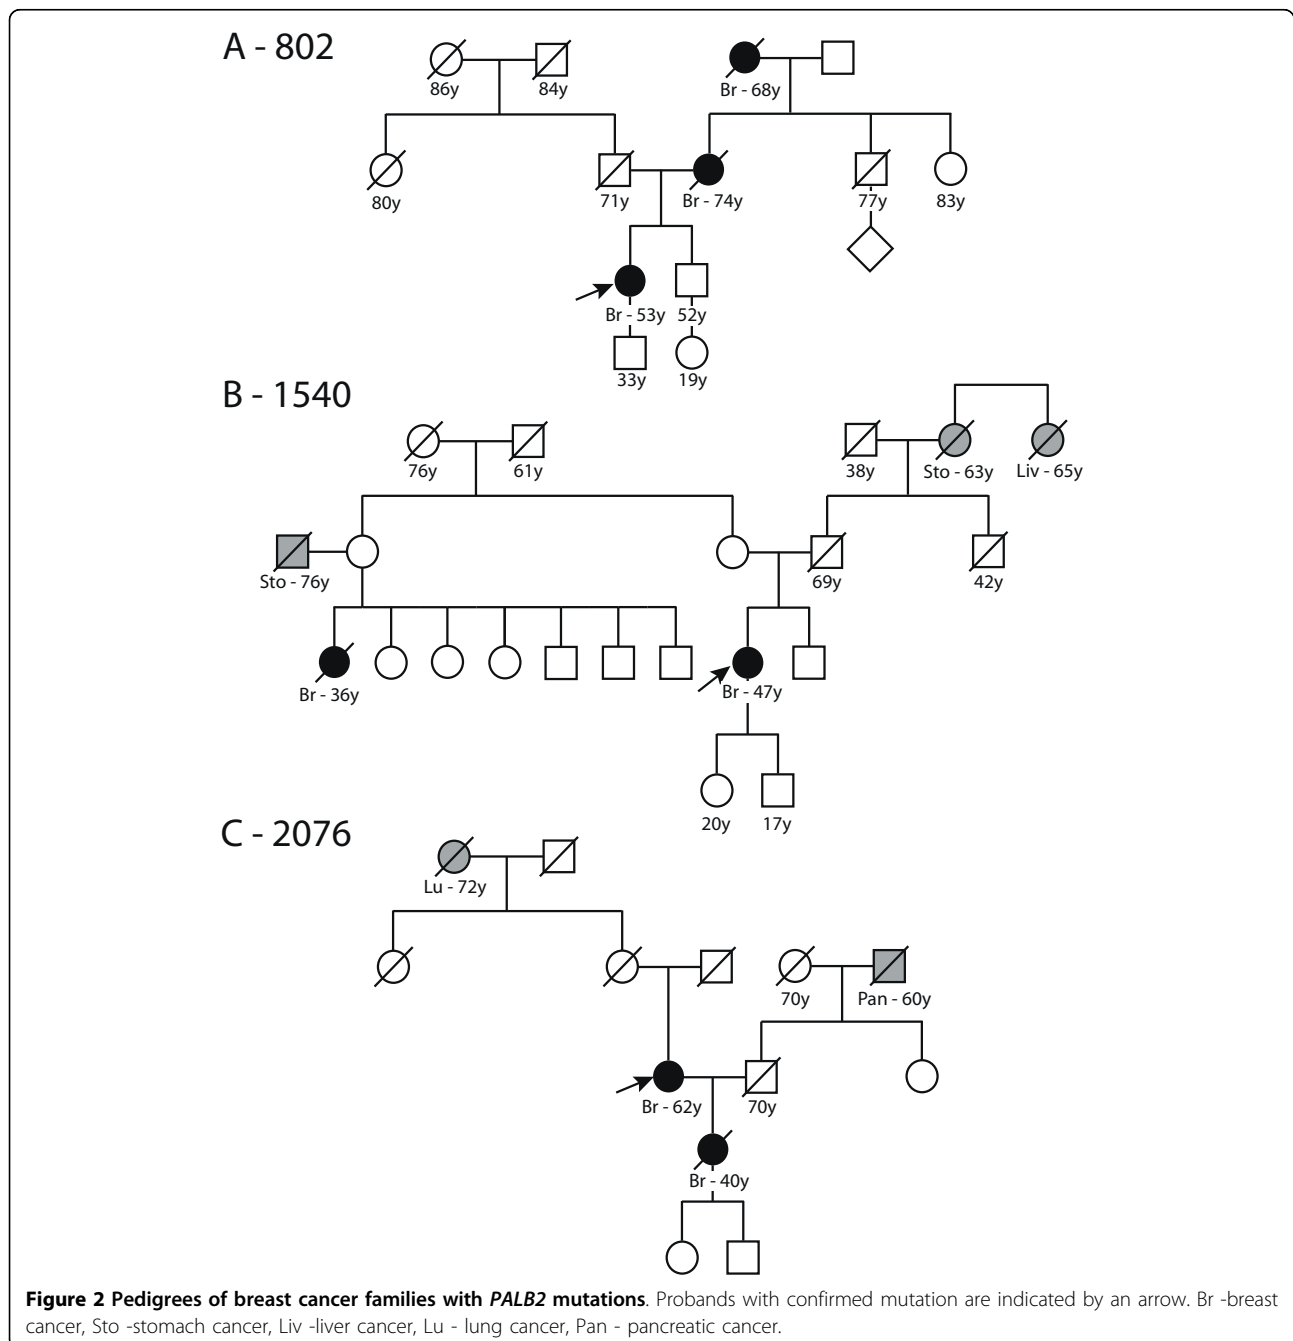 A - 802
86y 84y Br - 68y
80y 71y Br - 74y 77y 83y
Br - 53y 52y
33y 19y
B - 1540
76y 61y 38y Sto - 63y Liv - 65y
Sto - 76y 69y 42y
Br - 36y Br - 47y
20y 17y
C - 2076
Lu - 72y
70y Pan - 60y
Br - 62y 70y
Br - 40y
Figure 2 Pedigrees of breast cancer families with PALB2 mutations. Probands with confirmed mutation are indicated by an arrow. Br -breast
cancer, Sto -stomach cancer, Liv -liver cancer, Lu - lung cancer, Pan - pancreatic cancer.